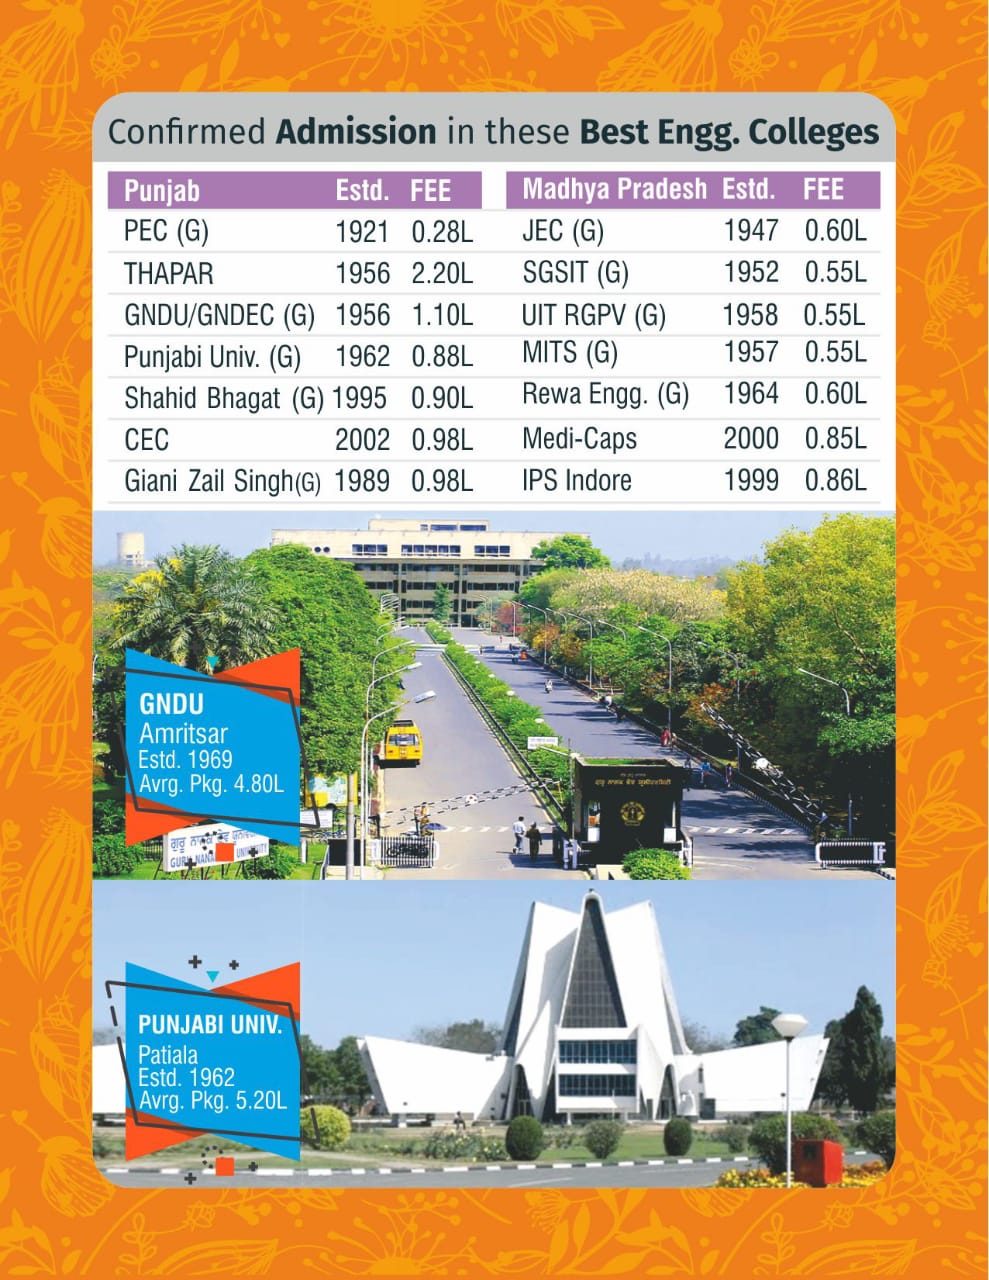 Confirmed Admission in these Best Engg. Colleges
Punjab Estd. FEE
PEC (G) 1921 0.28L
THAPAR 1956 2.20L
GNDU/GNDEC (G) 1956 1.10L
Punjabi Univ. (G) 1962 0.88L
Shahid Bhagat (G) 1995 0.90L
CEC 2002 0.98L
Giani Zail Singh(G) 1989 0.98L
Madhya Pradesh Estd. FEE
JEC (G) 1947 0.60L
SGSIT (G) 1952 0.55L
UIT RGPV (G) 1958 0.55L
MITS (G) 1957 0.55L
Rewa Engg. (G) 1964 0.60L
Medi-Caps 2000 0.85L
IPS Indore 1999 0.86L
GNDU
Amritsar
Estd. 1969
Avrg. Pkg. 4.80L
ਗੁਰੂ ਨਾਨਕ ਦੇਵ ਯੂਨੀਵਰਸਿਟੀ
ਗੁਰੂ
GURU NANA UNIVERSITY
PUNJABI UNIV.
Patiala
Estd. 1962
Avrg. Pkg. 5.20L